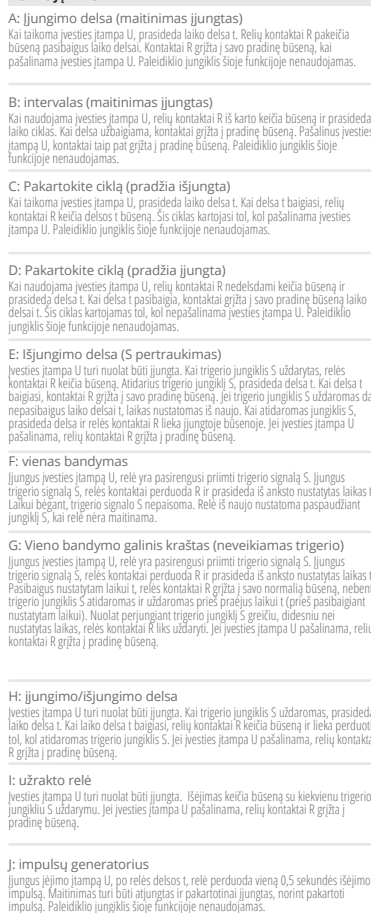 A: Įjungimo delsa (maitinimas įjungtas)
Kai taikoma įvesties įtampa U, prasideda laiko delsa t. Relių kontaktai R pakeičia
būseną pasibaigus laiko delsai. Kontaktai R grįžta į savo pradinę būseną, kai
pašalinama įvesties įtampa U. Paleidiklio jungiklis šioje funkcijoje nenaudojamas.
B: intervalas (maitinimas įjungtas)
Kai naudojama įvesties įtampa U, relių kontaktai R iš karto keičia būseną ir prasideda
laiko ciklas. Kai delsa užbaigiama, kontaktai grįžta į pradinę būseną. Pašalinus įvesties
įtampą U, kontaktai taip pat grįžta į pradinę būseną. Paleidiklio jungiklis šioje
funkcijoje nenaudojamas.
C: Pakartokite ciklą (pradžia išjungta)
Kai taikoma įvesties įtampa U, prasideda laiko delsa t. Kai delsa t baigiasi, relių
kontaktai R keičia delsos t būseną. Šis ciklas kartojasi tol, kol pašalinama įvesties
įtampa U. Paleidiklio jungiklis šioje funkcijoje nenaudojamas.
D: Pakartokite ciklą (pradžia įjungta)
Kai naudojama įvesties įtampa U, relių kontaktai R nedelsdami keičia būseną ir
prasideda delsa t. Kai delsa t pasibaigia, kontaktai grįžta į savo pradinę būseną laiko
delsai t. Šis ciklas kartojamas tol, kol nepašalinama įvesties įtampa U. Paleidiklio
jungiklis šioje funkcijoje nenaudojamas.
E: Išjungimo delsa (S pertraukimas)
Įvesties įtampa U turi nuolat būti įjungta. Kai trigerio jungiklis S uždarytas, relės
kontaktai R keičia būseną. Atidarius trigerio jungiklį S, prasideda delsa t. Kai delsa t
baigiasi, kontaktai R grįžta į savo pradinę būseną. Jei trigerio jungiklis S uždaromas dar
nepasibaigus laiko delsai t, laikas nustatomas iš naujo. Kai atidaromas jungiklis S,
prasideda delsa ir relės kontaktai R lieka įjungtoje būsenoje. Jei įvesties įtampa U
pašalinama, relių kontaktai R grįžta į pradinę būseną.
F: vienas bandymas
Įjungus įvesties įtampą U, relė yra pasirengusi priimti trigerio signalą S. Įjungus
trigerio signalą S, relės kontaktai perduoda R ir prasideda iš anksto nustatytas laikas t.
Laikui bėgant, trigerio signalo S nepaisoma. Relė iš naujo nustatoma paspaudžiant
jungiklį S, kai relė nėra maitinama.
G: Vieno bandymo galinis kraštas (neveikiamas trigerio)
Įjungus įvesties įtampą U, relė yra pasirengusi priimti trigerio signalą S. Įjungus
trigerio signalą S, relės kontaktai perduoda R ir prasideda iš anksto nustatytas laikas t.
Pasibaigus nustatytam laikui t, relės kontaktai R grįžta į savo normalią būseną, nebent
trigerio jungiklis S atidaromas ir uždaromas prieš praėjus laikui t (prieš pasibaigiant
nustatytam laikui). Nuolat perjungiant trigerio jungiklį S greičiu, didesniu nei
nustatytas laikas, relės kontaktai R liks uždaryti. Jei įvesties įtampa U pašalinama, relių
kontaktai R grįžta į pradinę būseną.
H: įjungimo/išjungimo delsa
Įvesties įtampa U turi nuolat būti įjungta. Kai trigerio jungiklis S uždaromas, prasideda
laiko delsa t. Kai laiko delsa t baigiasi, relių kontaktai R keičia būseną ir lieka perduoti
tol, kol atidaromas trigerio jungiklis S. Jei įvesties įtampa U pašalinama, relių kontaktai
R grįžta į pradinę būseną.
I: užrakto relė
Įvesties įtampa U turi nuolat būti įjungta. Išėjimas keičia būseną su kiekvienu trigerio
jungikliu S uždarymu. Jei įvesties įtampa U pašalinama, relių kontaktai R grįžta į
pradinę būseną.
J: impulsų generatorius
Įjungus įėjimo įtampą U, po relės delsos t, relė perduoda vieną 0,5 sekundės išėjimo
impulsą. Maitinimas turi būti atjungtas ir pakartotinai įjungtas, norint pakartoti
impulsą. Paleidiklio jungiklis šioje funkcijoje nenaudojamas.